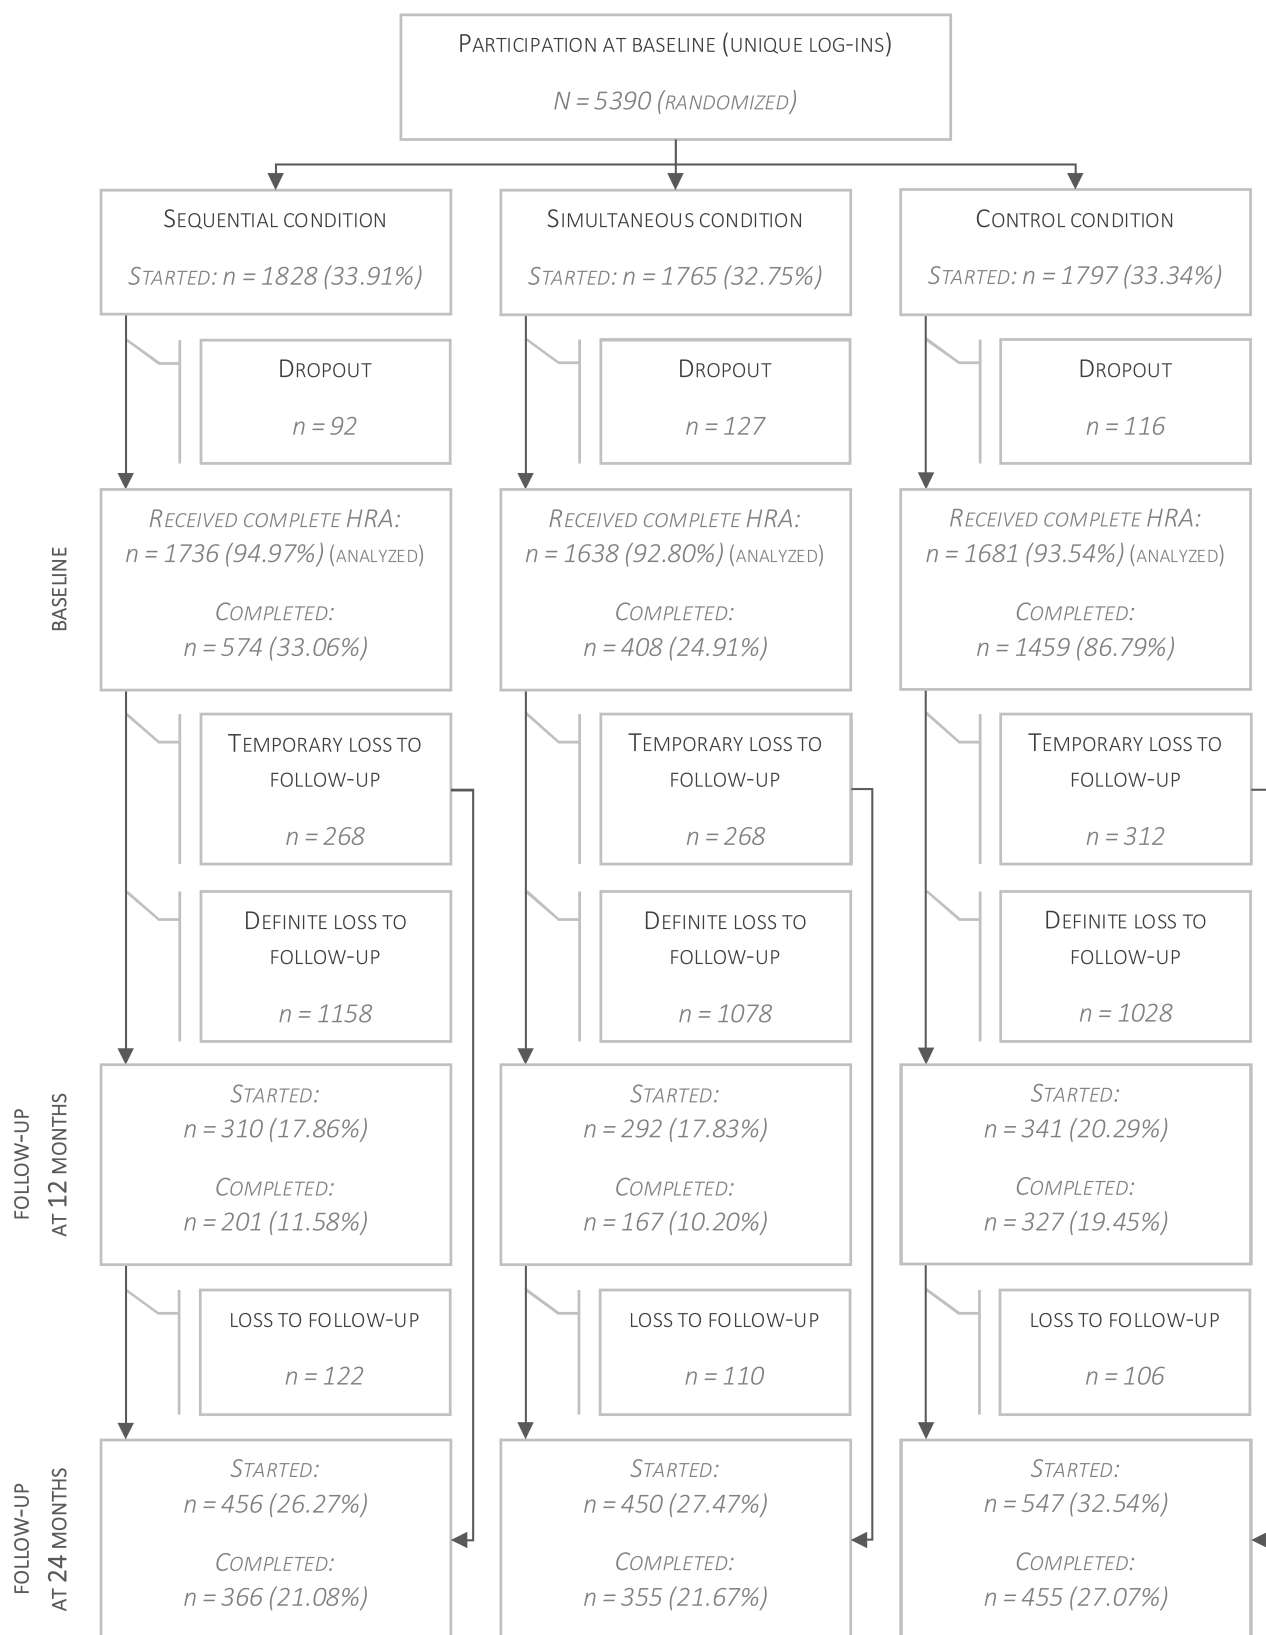 Participation at baseline (unique log-ins)
N = 5390 (randomized)
Sequential condition
Started: n = 1828 (33.91%)
Simultaneous condition
Started: n = 1765 (32.75%)
Control condition
Started: n = 1797 (33.34%)
Dropout
n = 92
Dropout
n = 127
Dropout
n = 116
baseline
Received complete HRA:
n = 1736 (94.97%) (analyzed)
Completed:
n = 574 (33.06%)
Received complete HRA:
n = 1638 (92.80%) (analyzed)
Completed:
n = 408 (24.91%)
Received complete HRA:
n = 1681 (93.54%) (analyzed)
Completed:
n = 1459 (86.79%)
Temporary loss to
follow-up
n = 268
Temporary loss to
follow-up
n = 268
Temporary loss to
follow-up
n = 312
Definite loss to
follow-up
n = 1158
Definite loss to
follow-up
n = 1078
Definite loss to
follow-up
n = 1028
follow-up
at 12 months
Started:
n = 310 (17.86%)
Completed:
n = 201 (11.58%)
Started:
n = 292 (17.83%)
Completed:
n = 167 (10.20%)
Started:
n = 341 (20.29%)
Completed:
n = 327 (19.45%)
loss to follow-up
n = 122
loss to follow-up
n = 110
loss to follow-up
n = 106
follow-up
at 24 months
Started:
n = 456 (26.27%)
Completed:
n = 366 (21.08%)
Started:
n = 450 (27.47%)
Completed:
n = 355 (21.67%)
Started:
n = 547 (32.54%)
Completed:
n = 455 (27.07%)